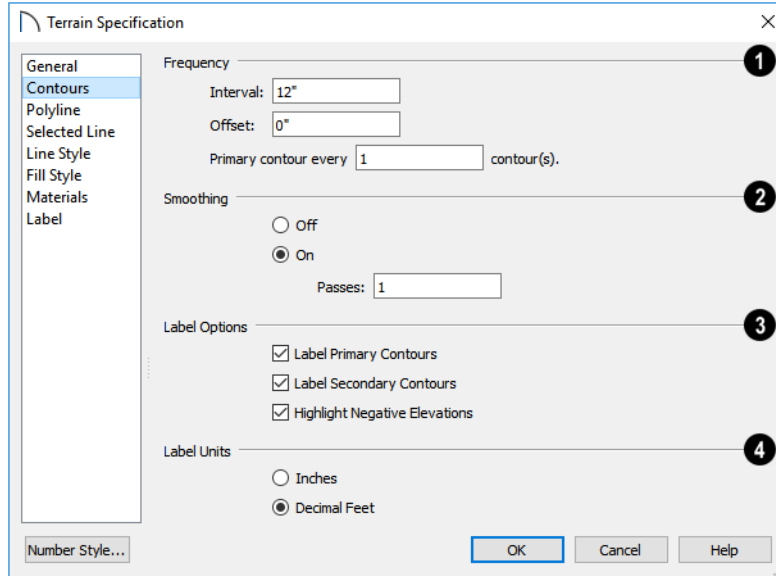 Terrain Specification
General
Contours
Polyline
Selected Line
Line Style
Fill Style
Materials
Label
Frequency
1
Interval: 12"
Offset: 0"
Primary contour every 1 contour(s).
Smoothing
2
Off
On
Passes: 1
Label Options
3
Label Primary Contours
Label Secondary Contours
Highlight Negative Elevations
Label Units
4
Inches
Decimal Feet
Number Style...
OK
Cancel
Help